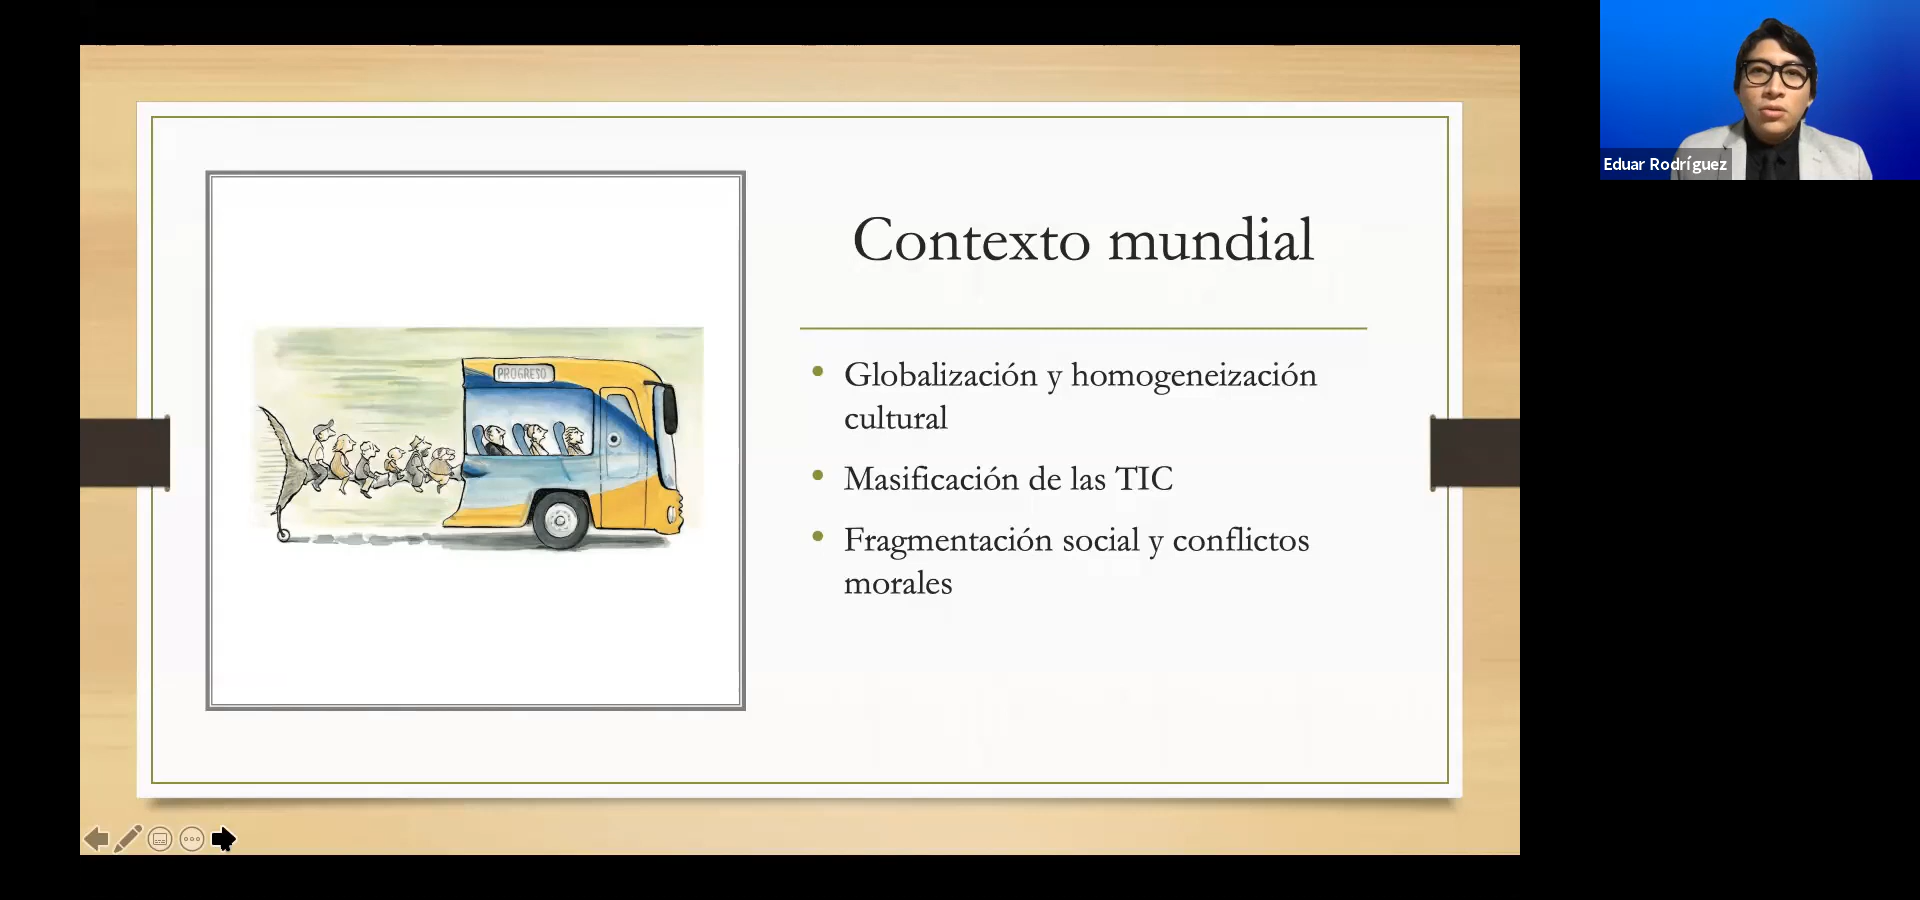 Eduar Rodríguez
Contexto mundial
PROGRESO
Globalización y homogeneización
cultural
Masificación de las TIC
Fragmentación social y conflictos
morales